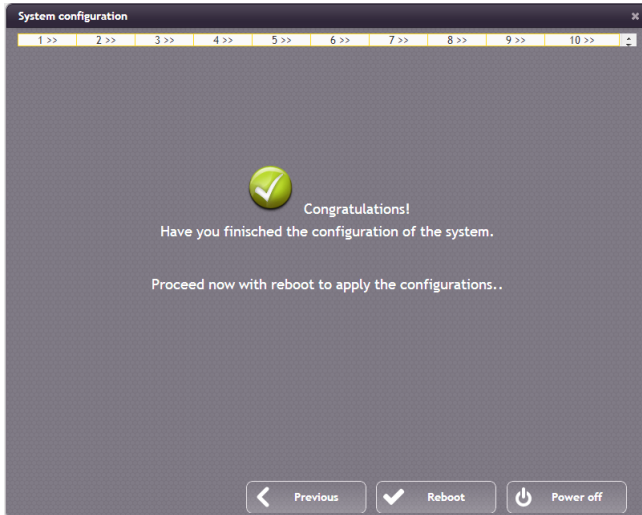 System configuration
1 >> 2 >> 3 >> 4 >> 5 >> 6 >> 7 >> 8 >> 9 >> 10 >>
Congratulations!
Have you finisched the configuration of the system.
Proceed now with reboot to apply the configurations..
Previous Reboot Power off